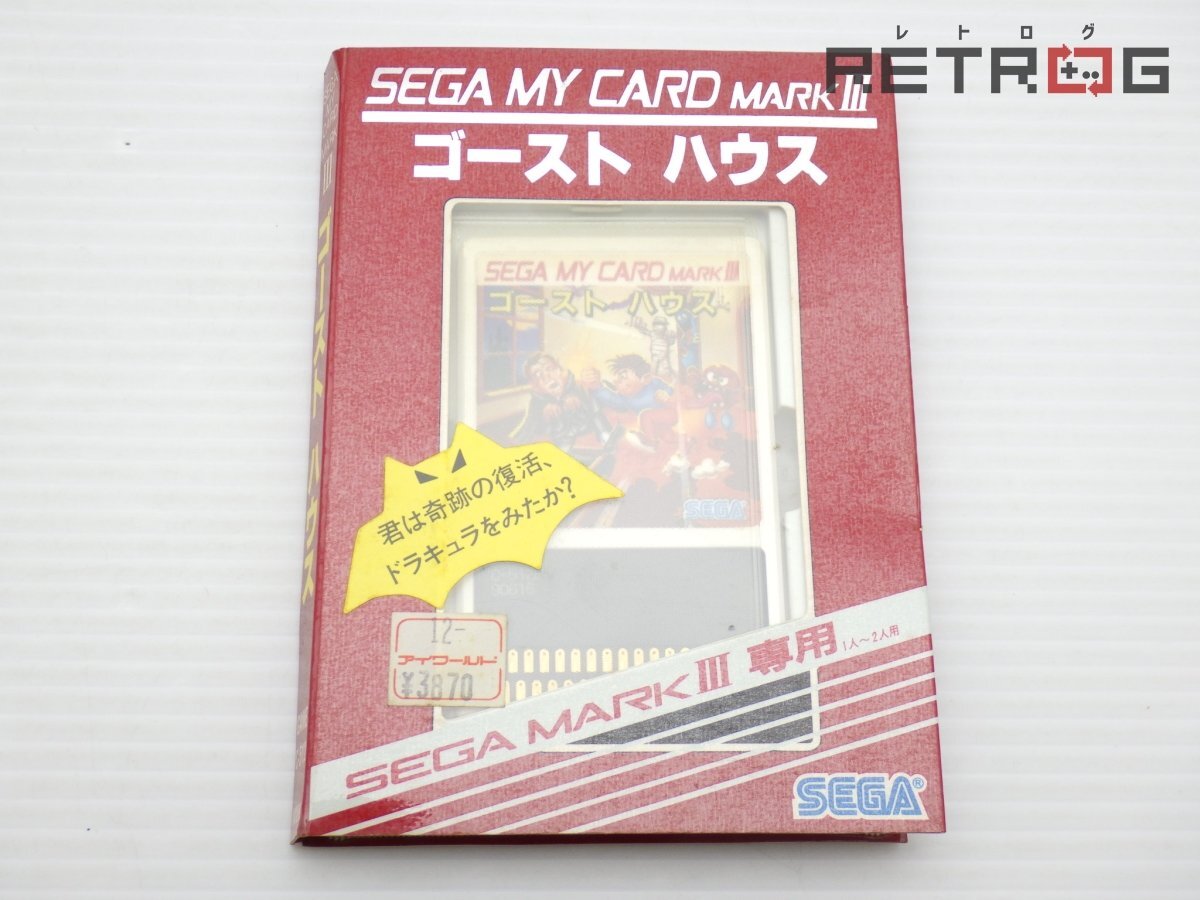 レトログ
RETROG
SEGA MY CARD MARK III
ゴースト ハウス
SEGA MY CARD MARK III
ゴースト ハウス
SEGA
君は奇跡の復活、
ドラキュラをみたか?
12-
アイワールド
¥3870
SEGA MARK III 専用 1人~2人用
SEGA®
ゴースト ハウス